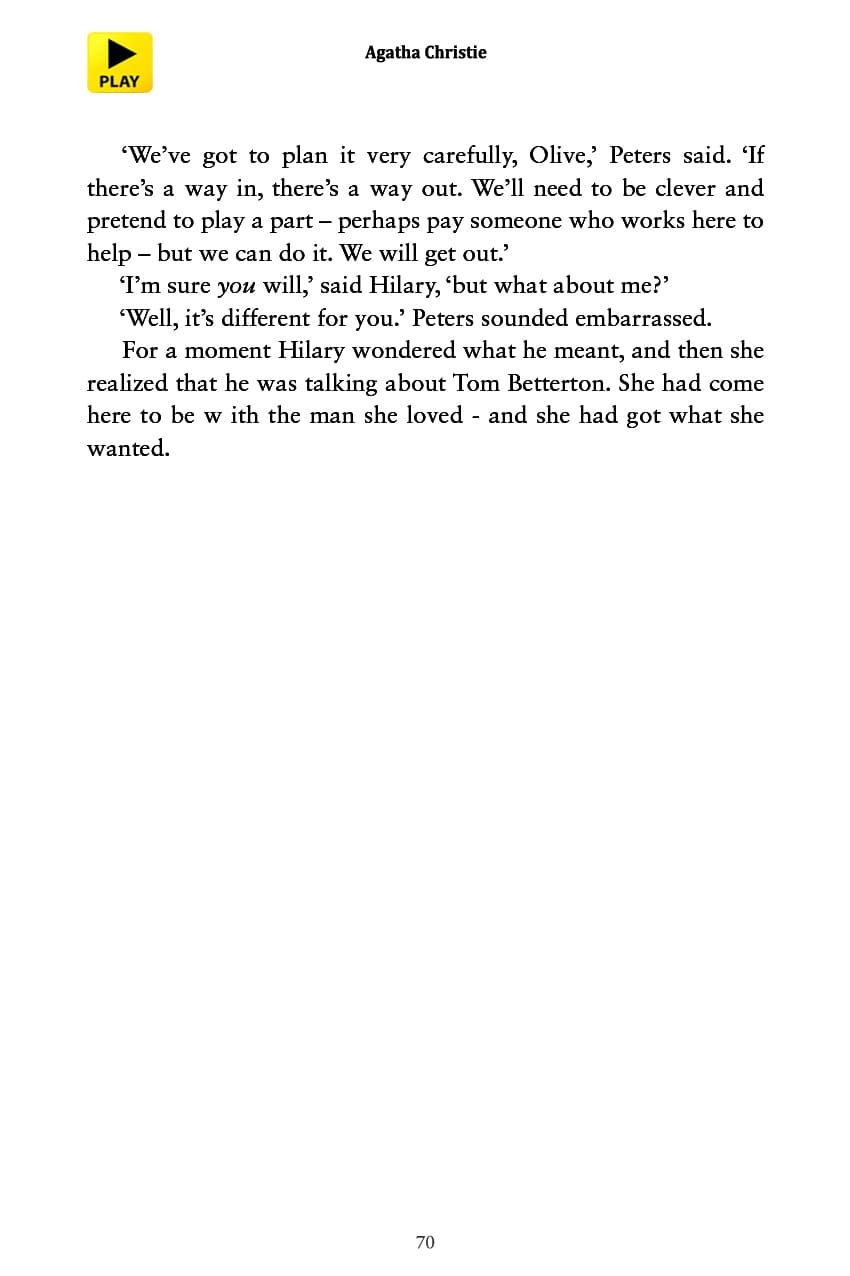 PLAY
Agatha Christie
‘We’ve got to plan it very carefully, Olive,’ Peters said. ‘If
there’s a way in, there’s a way out. We’ll need to be clever and
pretend to play a part – perhaps pay someone who works here to
help – but we can do it. We will get out.’
‘I’m sure you will,’ said Hilary, ‘but what about me?’
‘Well, it’s different for you.’ Peters sounded embarrassed.
For a moment Hilary wondered what he meant, and then she
realized that he was talking about Tom Betterton. She had come
here to be w ith the man she loved - and she had got what she
wanted.
70